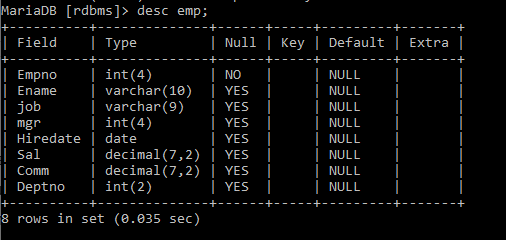 MariaDB [rdbms]> desc emp;
+----------+--------------+------+-----+---------+-------+
| Field    | Type         | Null | Key | Default | Extra |
+----------+--------------+------+-----+---------+-------+
| Empno    | int(4)       | NO   |     | NULL    |       |
| Ename    | varchar(10)  | YES  |     | NULL    |       |
| job      | varchar(9)   | YES  |     | NULL    |       |
| mgr      | int(4)       | YES  |     | NULL    |       |
| Hiredate | date         | YES  |     | NULL    |       |
| Sal      | decimal(7,2) | YES  |     | NULL    |       |
| Comm     | decimal(7,2) | YES  |     | NULL    |       |
| Deptno   | int(2)       | YES  |     | NULL    |       |
+----------+--------------+------+-----+---------+-------+
8 rows in set (0.035 sec)